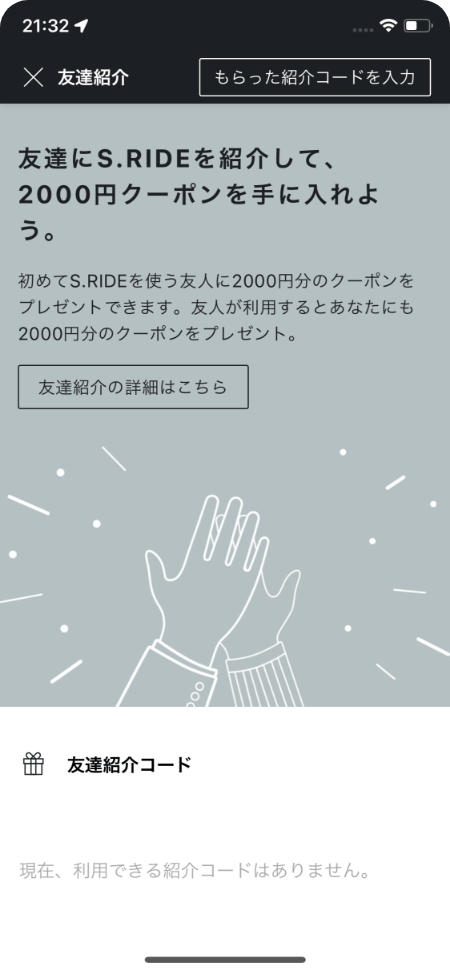 21:32
友達紹介
もらった紹介コードを入力
友達にS.RIDEを紹介して、
2000円クーポンを手に入れよ
う。
初めてS.RIDEを使う友人に2000円分のクーポンを
プレゼントできます。友人が利用するとあなたにも
2000円分のクーポンをプレゼント。
友達紹介の詳細はこちら
友達紹介コード
現在、利用できる紹介コードはありません。